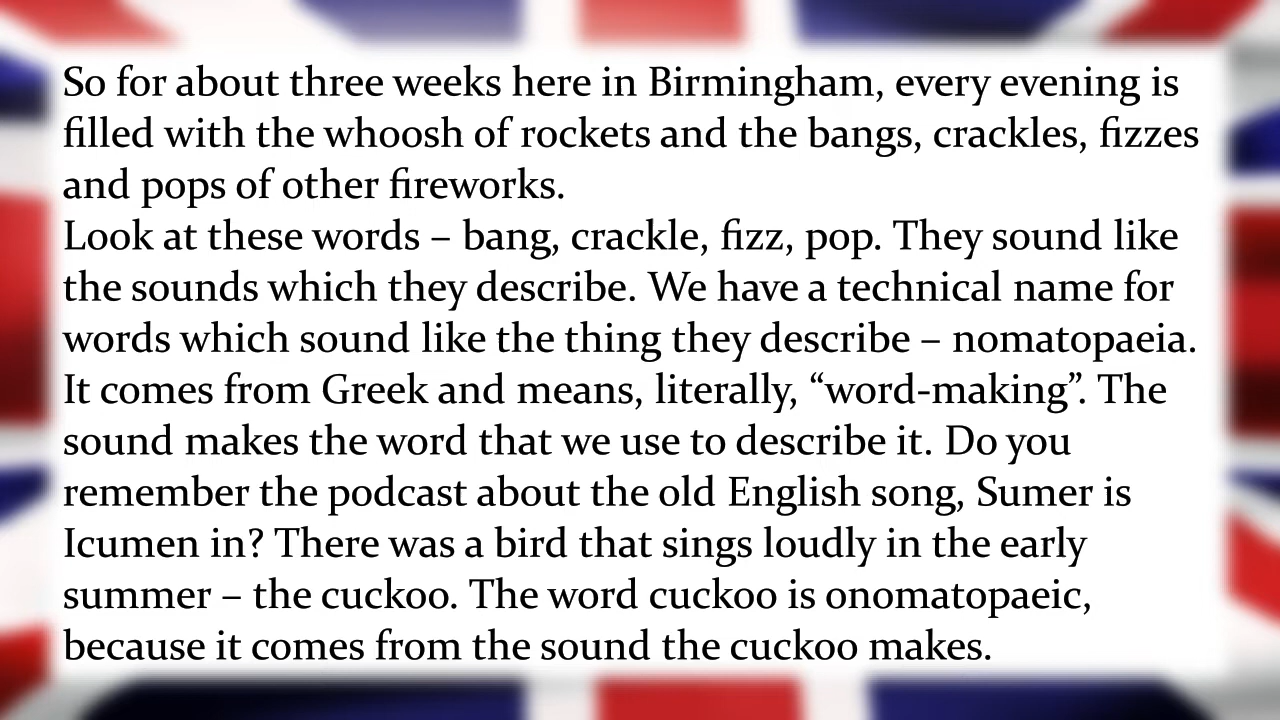 So for about three weeks here in Birmingham, every evening is
filled with the whoosh of rockets and the bangs, crackles, fizzes
and pops of other fireworks.
Look at these words – bang, crackle, fizz, pop. They sound like
the sounds which they describe. We have a technical name for
words which sound like the thing they describe – nomatopaeia.
It comes from Greek and means, literally, “word-making”. The
sound makes the word that we use to describe it. Do you
remember the podcast about the old English song, Sumer is
Icumen in? There was a bird that sings loudly in the early
summer – the cuckoo. The word cuckoo is onomatopaeic,
because it comes from the sound the cuckoo makes.